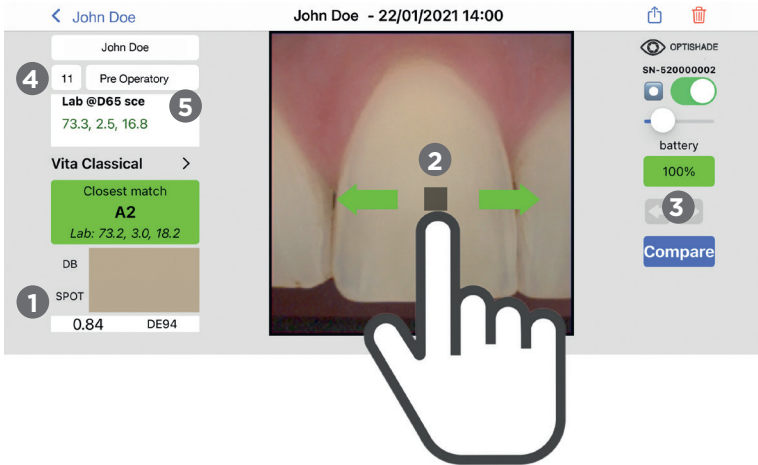 John Doe
John Doe - 22/01/2021 14:00
John Doe
4
11
Pre Operatory
Lab @D65 sce
5
73.3, 2.5, 16.8
Vita Classical >
Closest match
A2
Lab: 73.2, 3.0, 18.2
DB
SPOT
1
0.84
DE94
2
OPTISHADE
SN-520000002
battery
100%
3
Compare